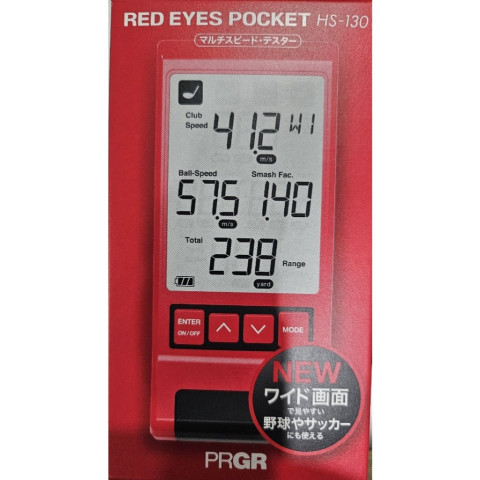 RED EYES POCKET HS-130
マルチスピード・テスター
Club
Speed
41.2 W1
m/s
Ball-Speed Smash Fac.
57.5 1.40
m/s
Total
238 Range
yard
ENTER
ON/OFF
MODE
NEW
ワイド画面
で見やすい
野球やサッカー
にも使える
PRGR